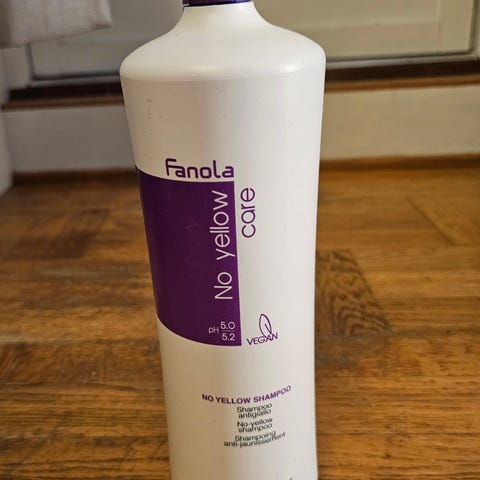 Fanola
No yellow
care
pH 5.0
5.2
VEGAN
NO YELLOW SHAMPOO
Shampoo
antigiallo
No-yellow
shampoo
Shampooing
anti-jaunissement